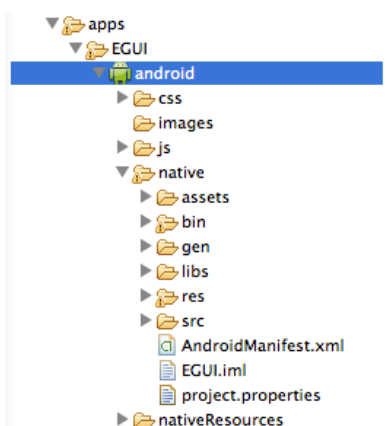 apps
EGUI
android
css
images
js
native
assets
bin
gen
libs
res
src
AndroidManifest.xml
EGUI.iml
project.properties
nativeResources